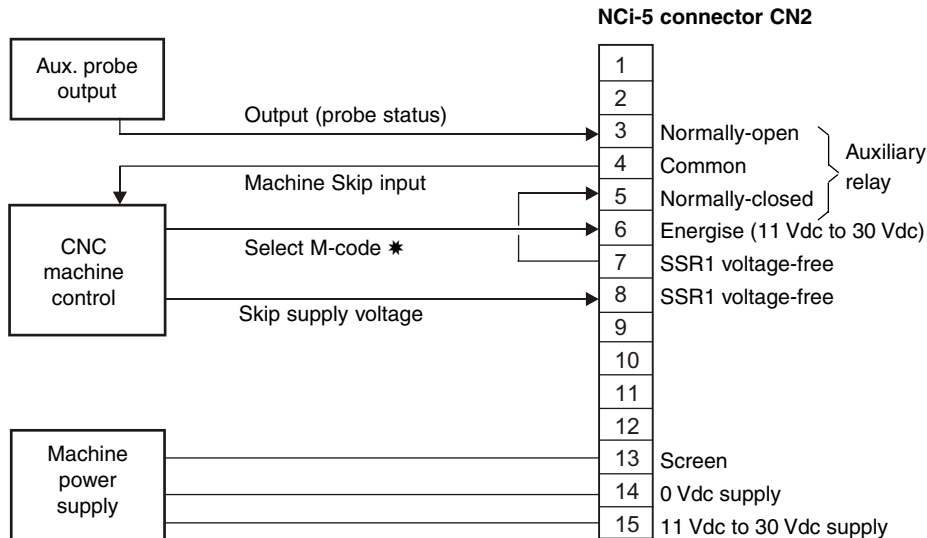 NCi-5 connector CN2
Aux. probe
output
Output (probe status)
Machine Skip input
CNC
machine
control
Select M-code ✷
Skip supply voltage
Machine
power
supply
1
2
3 Normally-open
4 Common
5 Normally-closed
6 Energise (11 Vdc to 30 Vdc)
7 SSR1 voltage-free
8 SSR1 voltage-free
9
10
11
12
13 Screen
14 0 Vdc supply
15 11 Vdc to 30 Vdc supply
Auxiliary
relay